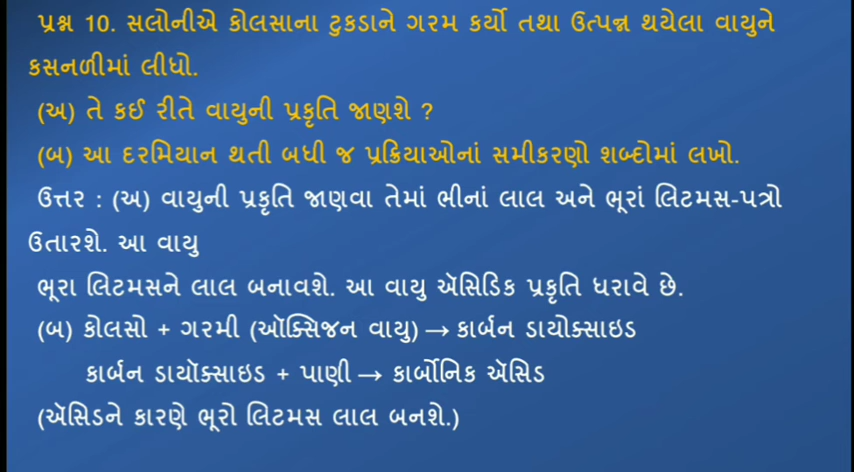 પ્રશ્ન 10. સલોનીએ કોલસાના ટુકડાને ગરમ કર્યો તથા ઉત્પન્ન થયેલા વાયુને
કસનળીમાં લીધો.
(અ) તે કઈ રીતે વાયુની પ્રકૃતિ જાણશે ?
(બ) આ દરમિયાન થતી બધી જ પ્રક્રિયાઓનાં સમીકરણો શબ્દોમાં લખો.
ઉત્તર : (અ) વાયુની પ્રકૃતિ જાણવા તેમાં ભીનાં લાલ અને ભૂરાં લિટમસ-પત્રો
ઉતારશે. આ વાયુ
ભૂરા લિટમસને લાલ બનાવશે. આ વાયુ ઍસિડિક પ્રકૃતિ ધરાવે છે.
(બ) કોલસો + ગરમી (ઑક્સિજન વાયુ) → કાર્બન ડાયોક્સાઇડ
કાર્બન ડાયૉક્સાઇડ + પાણી → કાર્બોનિક ઍસિડ
(ઍસિડને કારણે ભૂરો લિટમસ લાલ બનશે.)